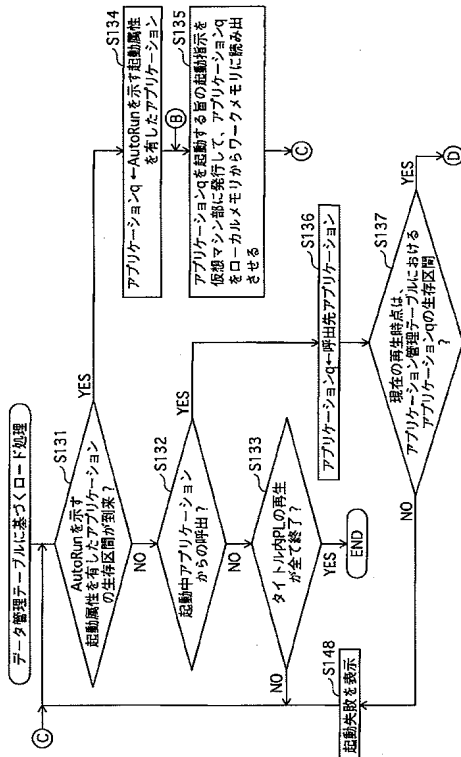 データ管理テーブルに基づくロード処理
C
S131
AutoRunを示す
起動属性を有したアプリケーション
の生存区間が到来?
YES
NO
S134
アプリケーションq ←AutoRunを示す起動属性
を有したアプリケーション
B
S135
アプリケーションqを起動する旨の起動指示を
仮想マシン部に発行して、アプリケーションq
をローカルメモリからワークメモリに読み出
させる
C
S132
起動中アプリケーション
からの呼出?
YES
NO
S133
タイトル内PLの再生
が全て終了?
NO
YES
END
S136
アプリケーションq←呼出先アプリケーション
S137
現在の再生時点は、
アプリケーション管理テーブルにおける
アプリケーションqの生存区間
?
YES
D
NO
S148
起動失敗を表示